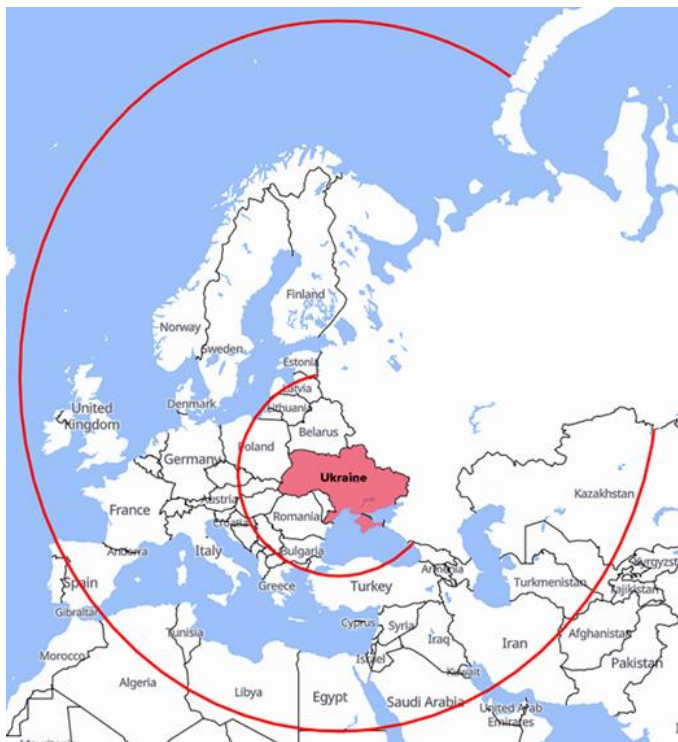 Finland
Norway
Sweden
Estonia
Latvia
Denmark
Lithuania
United
Kingdom
Belarus
Poland
Germany
Ukraine
Kazakhstan
Austria
France
Romania
Croatia
Andorra
Italy
Bulgaria
Kyrgyzst
Armenia
Turkmenistan
Tajikistan
Spain
Greece
Turkey
Gibraltar
Cyprus
Syria
Tunisia
Iraq
Iran
Afghanistan
Morocco
Israel
Pakistan
Kuwait
Algeria
Libya
Egypt
Saudi Arabia
United Arab
Emirates